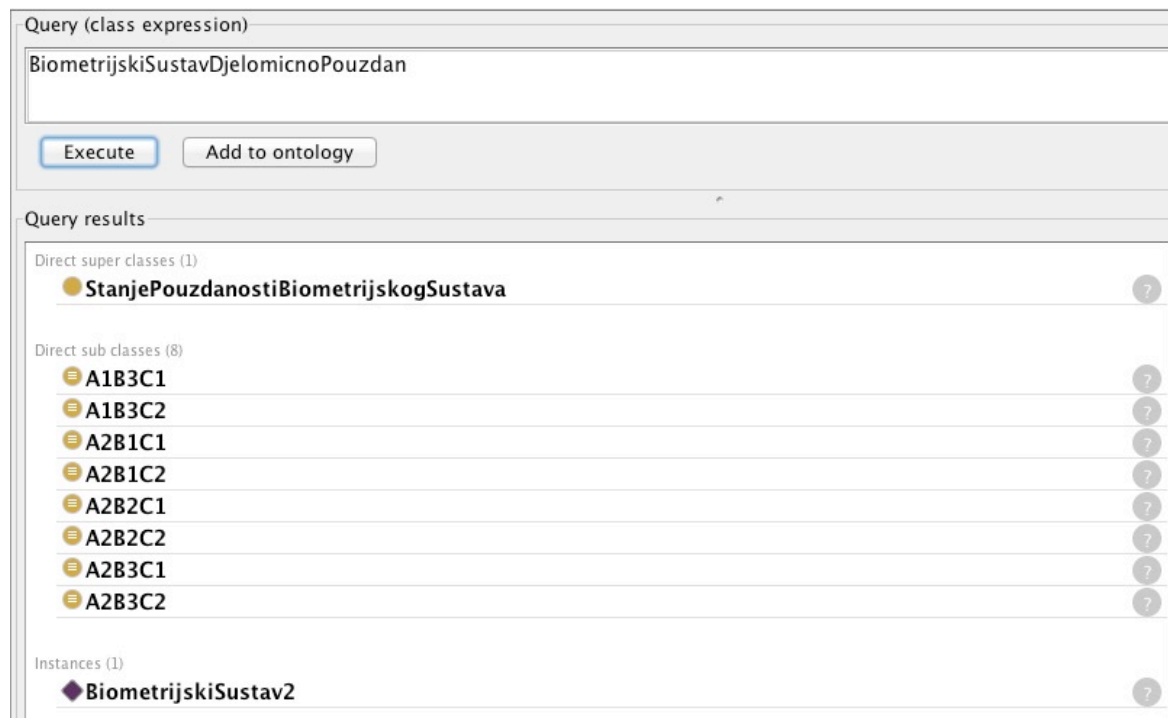 Query (class expression)
BiometrijskiSustavDjelomicnoPouzdan
Execute Add to ontology
Query results
Direct super classes (1)
StanjePouzdanostiBiometrijskogSustava ?
Direct sub classes (8)
A1B3C1 ?
A1B3C2 ?
A2B1C1 ?
A2B1C2 ?
A2B2C1 ?
A2B2C2 ?
A2B3C1 ?
A2B3C2 ?
Instances (1)
BiometrijskiSustav2 ?